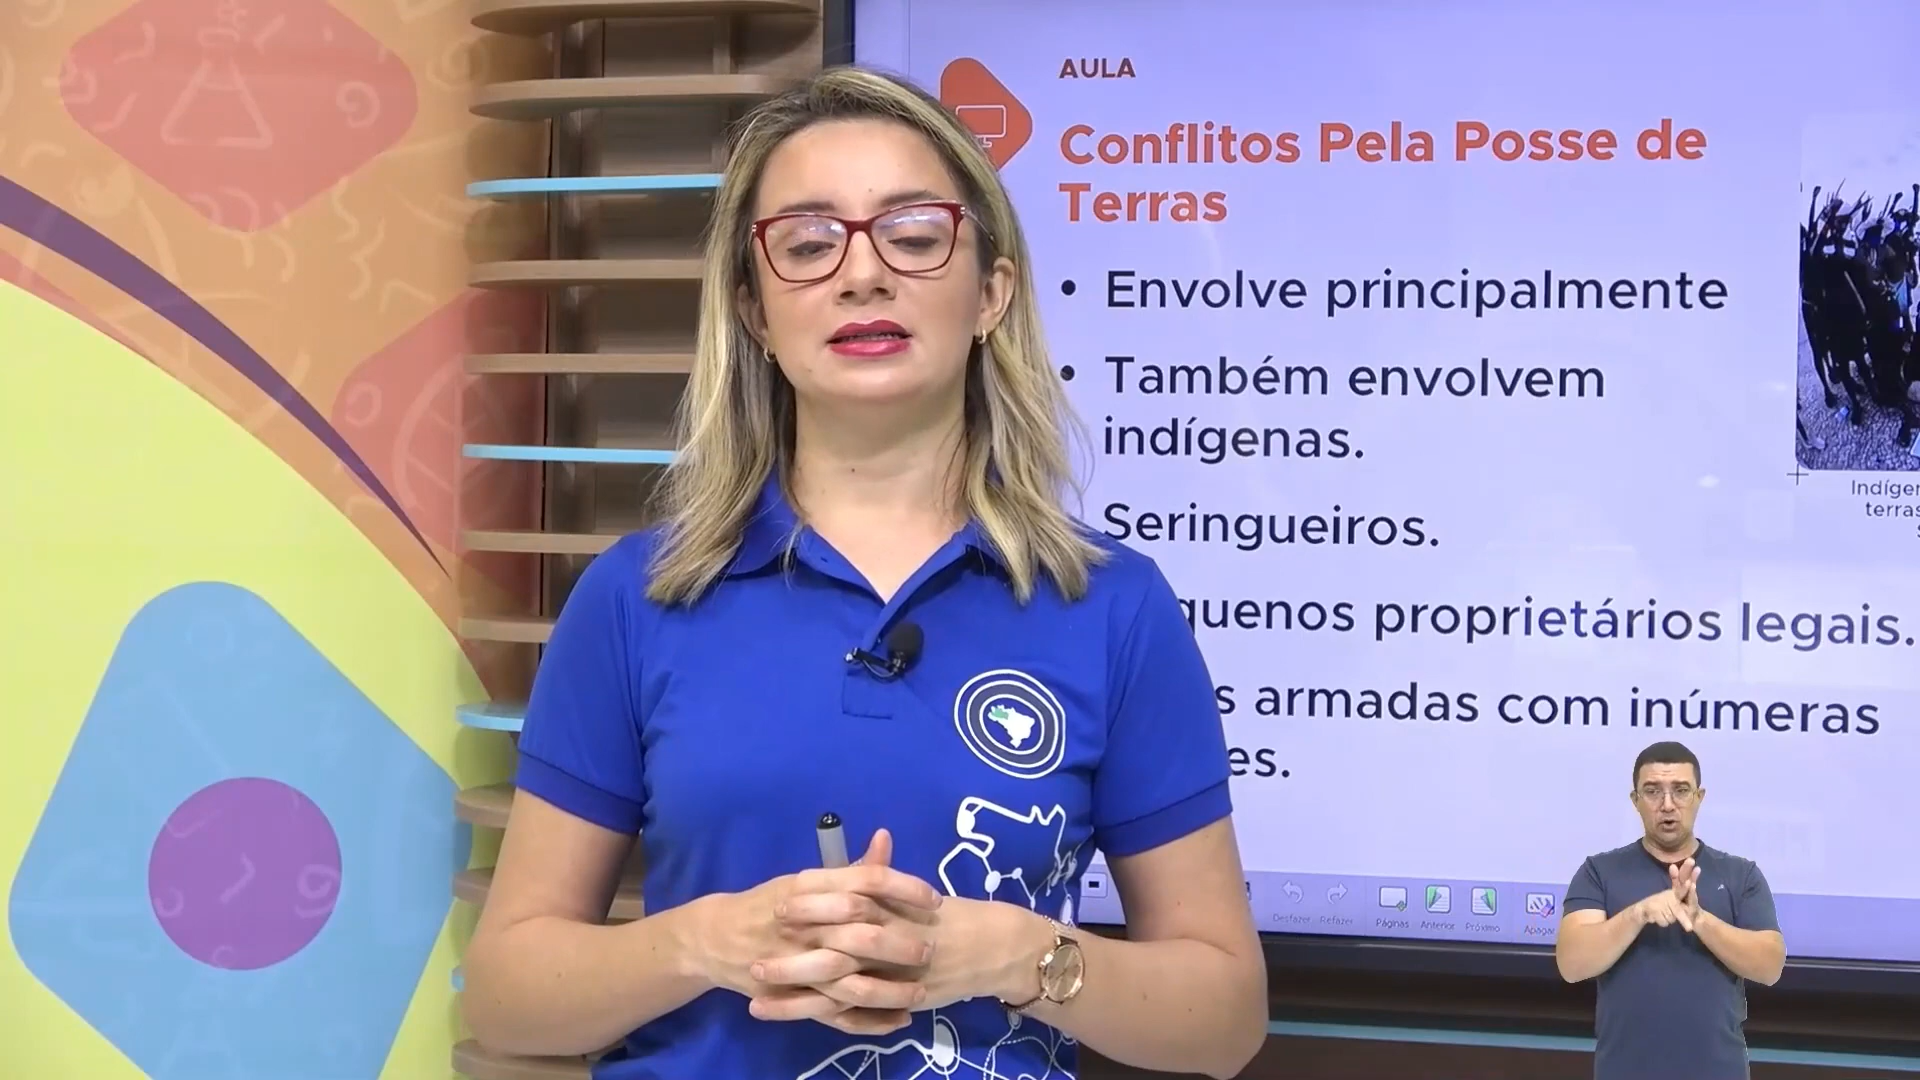 AULA
Conflitos Pela Posse de
Terras
• Envolve principalmente
• Também envolvem
indígenas.
Seringueiros.
quenos proprietários legais.
s armadas com inúmeras
es.
terras
Desfazer Refazer Páginas Anterior Próximo Apagar